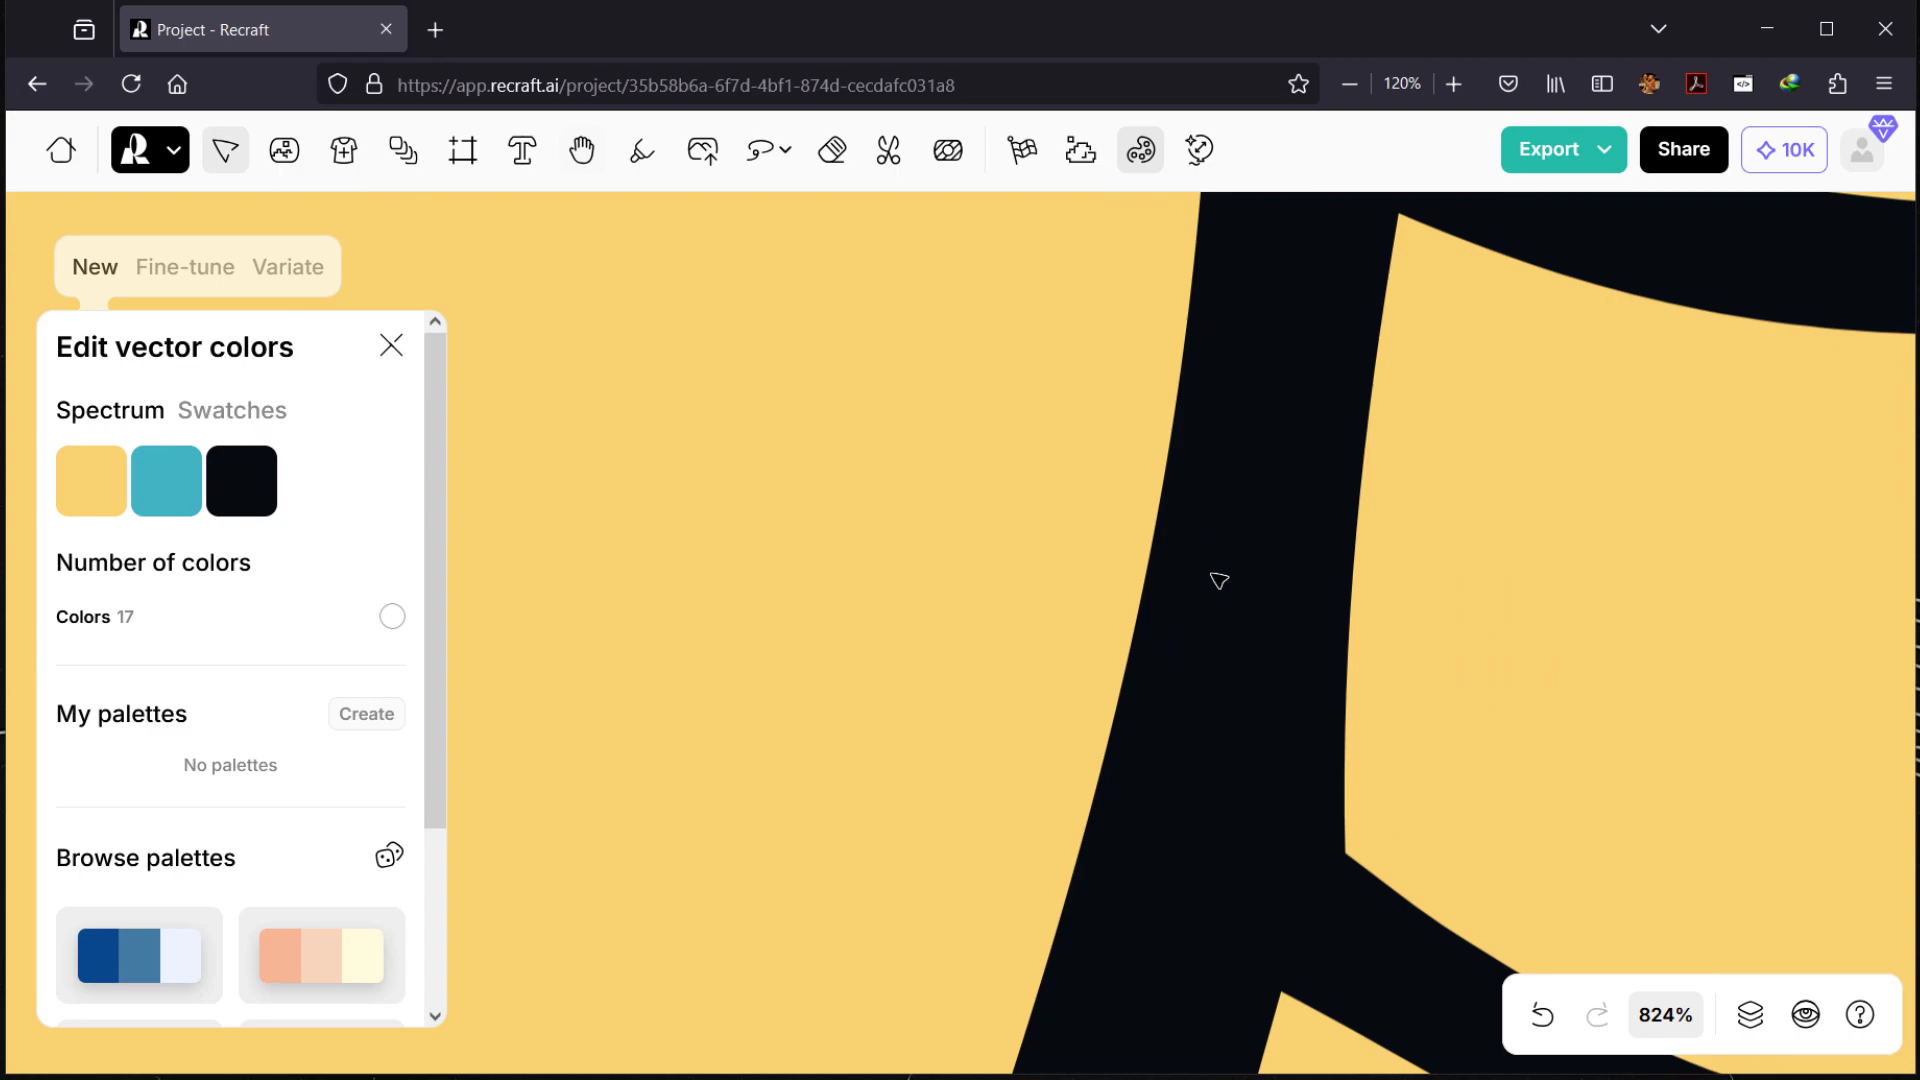 Project - Recraft
https://app.recraft.ai/project/35b58b6a-6f7d-4bf1-874d-cecdafc031a8
120%
Export
Share
10K
New Fine-tune Variate
Edit vector colors
Spectrum Swatches
Number of colors
Colors 17
My palettes
Create
No palettes
Browse palettes
824%